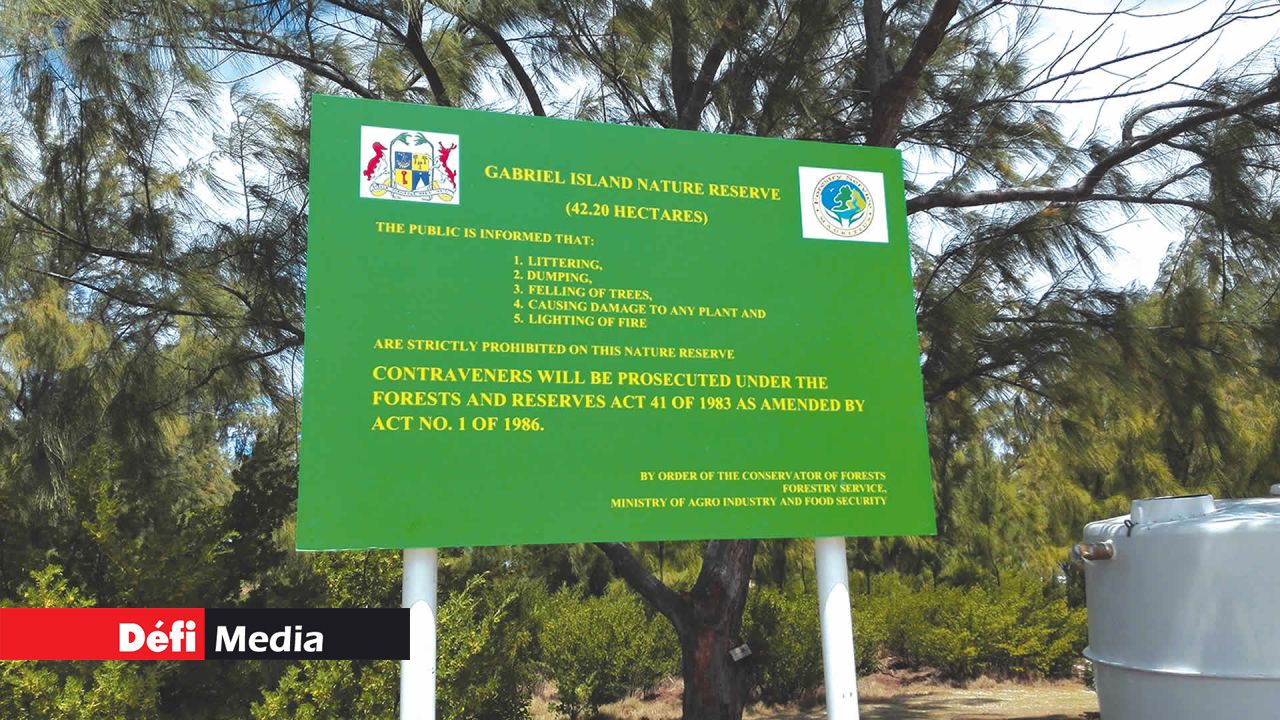 GABRIEL ISLAND NATURE RESERVE
(42.20 HECTARES)
Forestry Service
MAURITIUS
THE PUBLIC IS INFORMED THAT:
1. LITTERING,
2. DUMPING,
3. FELLING OF TREES,
4. CAUSING DAMAGE TO ANY PLANT AND
5. LIGHTING OF FIRE
ARE STRICTLY PROHIBITED ON THIS NATURE RESERVE
CONTRAVENERS WILL BE PROSECUTED UNDER THE
FORESTS AND RESERVES ACT 41 OF 1983 AS AMENDED BY
ACT NO. 1 OF 1986.
BY ORDER OF THE CONSERVATOR OF FORESTS
FORESTRY SERVICE,
MINISTRY OF AGRO INDUSTRY AND FOOD SECURITY
Défi Media